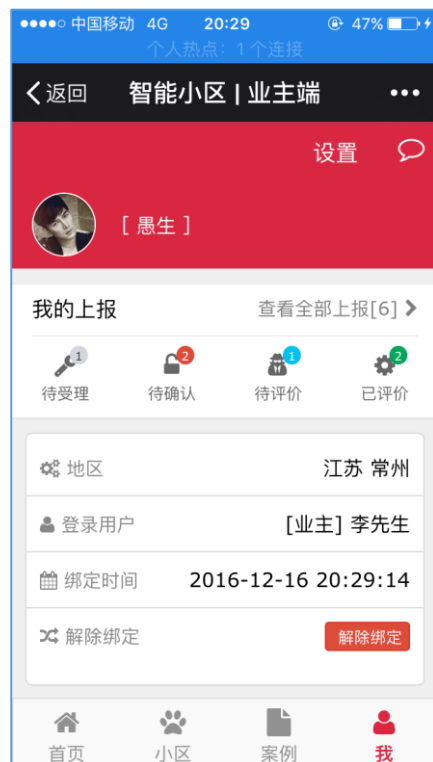 中国移动 4G 20:29 47%
个人热点：1个连接
返回 智能小区 | 业主端
设置
[ 愚生 ]
我的上报 查看全部上报[6]
1 2 1 2
待受理 待确认 待评价 已评价
地区 江苏 常州
登录用户 [业主] 李先生
绑定时间 2016-12-16 20:29:14
解除绑定 解除绑定
首页 小区 案例 我